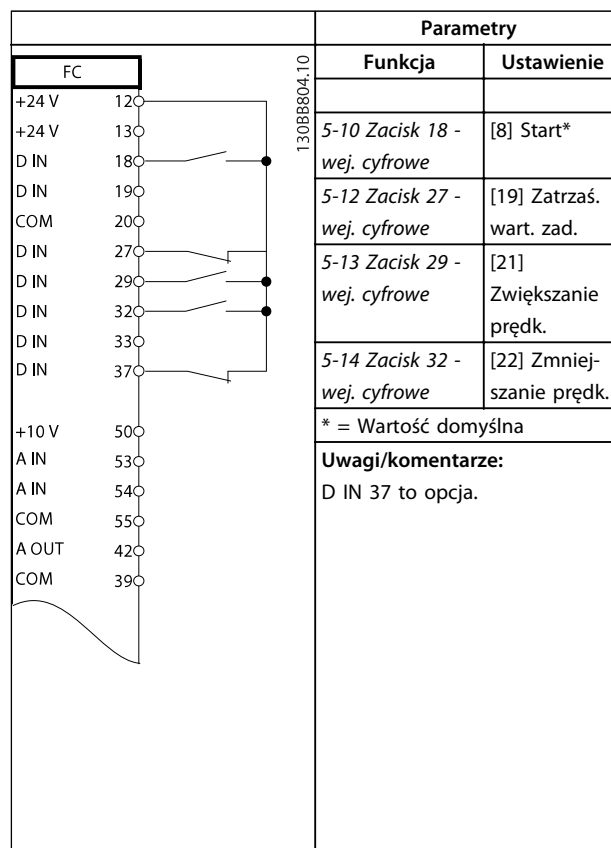 FC
+24 V 12
+24 V 13
D IN 18
D IN 19
COM 20
D IN 27
D IN 29
D IN 32
D IN 33
D IN 37
+10 V 50
A IN 53
A IN 54
COM 55
A OUT 42
COM 39
130BB804.10
Parametry
Funkcja Ustawienie
5-10 Zacisk 18 - [8] Start*
wej. cyfrowe
5-12 Zacisk 27 - [19] Zatrzaś.
wej. cyfrowe wart. zad.
5-13 Zacisk 29 - [21]
wej. cyfrowe Zwiększanie
prędk.
5-14 Zacisk 32 - [22] Zmniej-
wej. cyfrowe szanie prędk.
* = Wartość domyślna
Uwagi/komentarze:
D IN 37 to opcja.